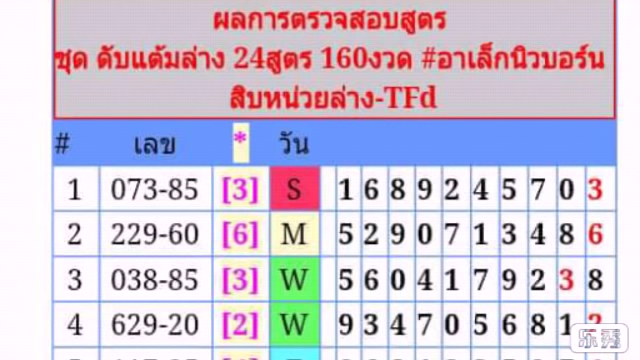 ผลการตรวจสอบสูตร
ชุด ดับแต้มล่าง 24สูตร 160งวด #อาเล็กนิวบอร์น
สิบหน่วยล่าง-TFd
# เลข * วัน
1 073-85 [3] S 1 6 8 9 2 4 5 7 0 3
2 229-60 [6] M 5 2 9 0 7 1 3 4 8 6
3 038-85 [3] W 5 6 0 4 1 7 9 2 3 8
4 629-20 [2] W 9 3 4 7 0 5 6 8 1 2
乐秀